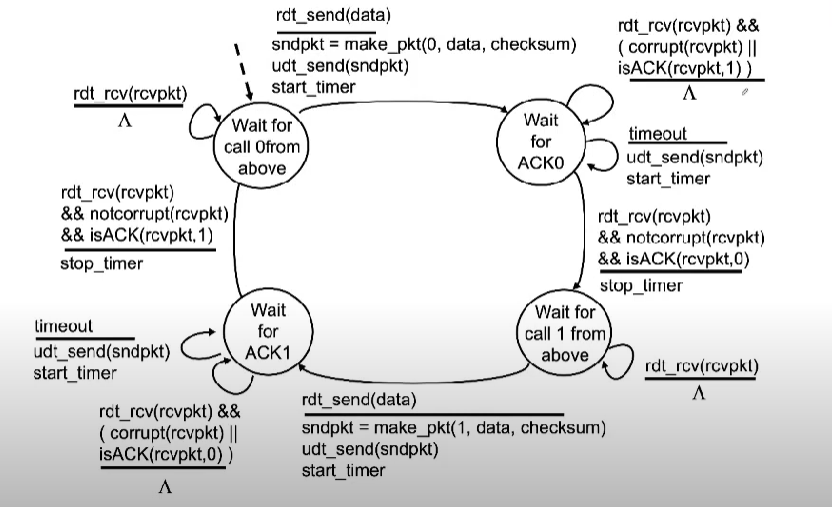 rdt_send(data)
sndpkt = make_pkt(0, data, checksum)
udt_send(sndpkt)
start_timer
rdt_rcv(rcvpkt) &&
( corrupt(rcvpkt) ||
isACK(rcvpkt,1) )
Λ
rdt_rcv(rcvpkt)
Λ
Wait for
call 0from
above
Wait
for
ACK0
timeout
udt_send(sndpkt)
start_timer
rdt_rcv(rcvpkt)
&& notcorrupt(rcvpkt)
&& isACK(rcvpkt,1)
stop_timer
rdt_rcv(rcvpkt)
&& notcorrupt(rcvpkt)
&& isACK(rcvpkt,0)
stop_timer
Wait
for
ACK1
Wait for
call 1 from
above
timeout
udt_send(sndpkt)
start_timer
rdt_rcv(rcvpkt)
Λ
rdt_rcv(rcvpkt) &&
( corrupt(rcvpkt) ||
isACK(rcvpkt,0) )
Λ
rdt_send(data)
sndpkt = make_pkt(1, data, checksum)
udt_send(sndpkt)
start_timer